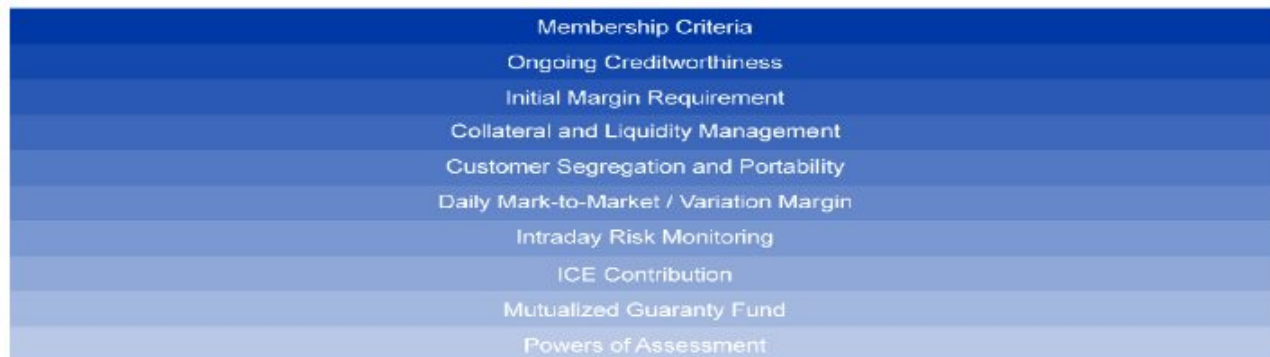 Membership Criteria
Ongoing Creditworthiness
Initial Margin Requirement
Collateral and Liquidity Management
Customer Segregation and Portability
Daily Mark-to-Market / Variation Margin
Intraday Risk Monitoring
ICE Contribution
Mutualized Guaranty Fund
Powers of Assessment